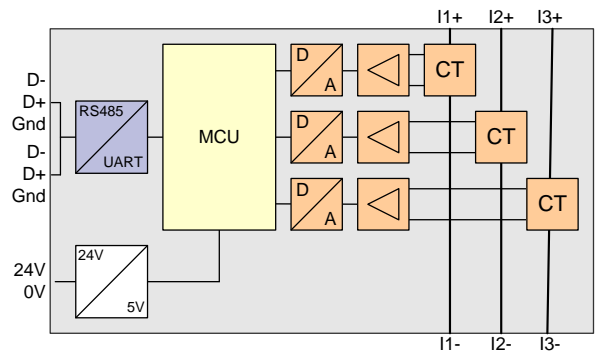 I1+ I2+ I3+
D-
D+
Gnd
D-
D+
Gnd
RS485
UART
MCU
D
A
CT
D
A
CT
D
A
CT
24V
0V
24V
5V
I1- I2- I3-